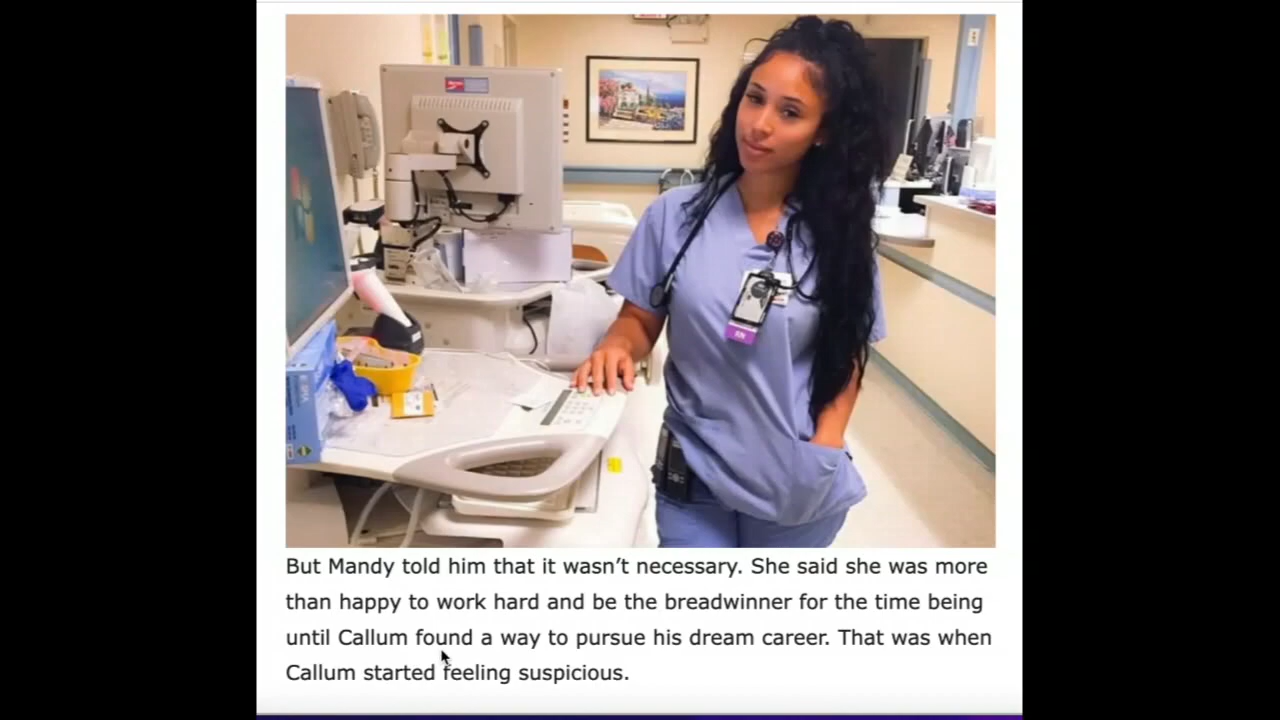 RN
But Mandy told him that it wasn’t necessary. She said she was more
than happy to work hard and be the breadwinner for the time being
until Callum found a way to pursue his dream career. That was when
Callum started feeling suspicious.